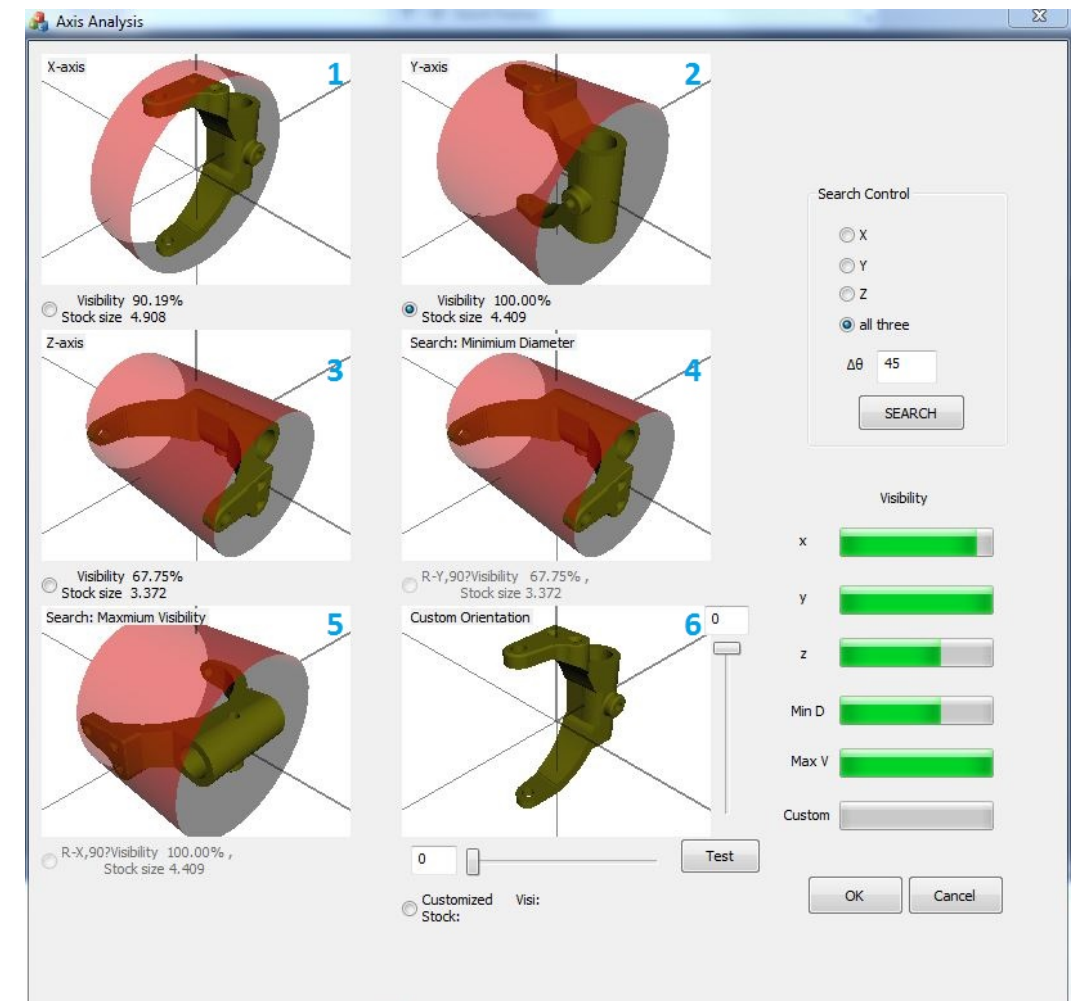 Axis Analysis
X-axis
1
Visibility 90.19%
Stock size 4.908
Y-axis
2
Visibility 100.00%
Stock size 4.409
Z-axis
3
Visibility 67.75%
Stock size 3.372
Search: Minimium Diameter
4
R-Y,90?Visibility 67.75% ,
Stock size 3.372
Search: Maxmium Visibility
5
R-X,90?Visibility 100.00% ,
Stock size 4.409
Custom Orientation
6
0
0
Test
Customized Visi:
Stock:
Search Control
X
Y
Z
all three
Δθ 45
SEARCH
Visibility
x
y
z
Min D
Max V
Custom
OK Cancel